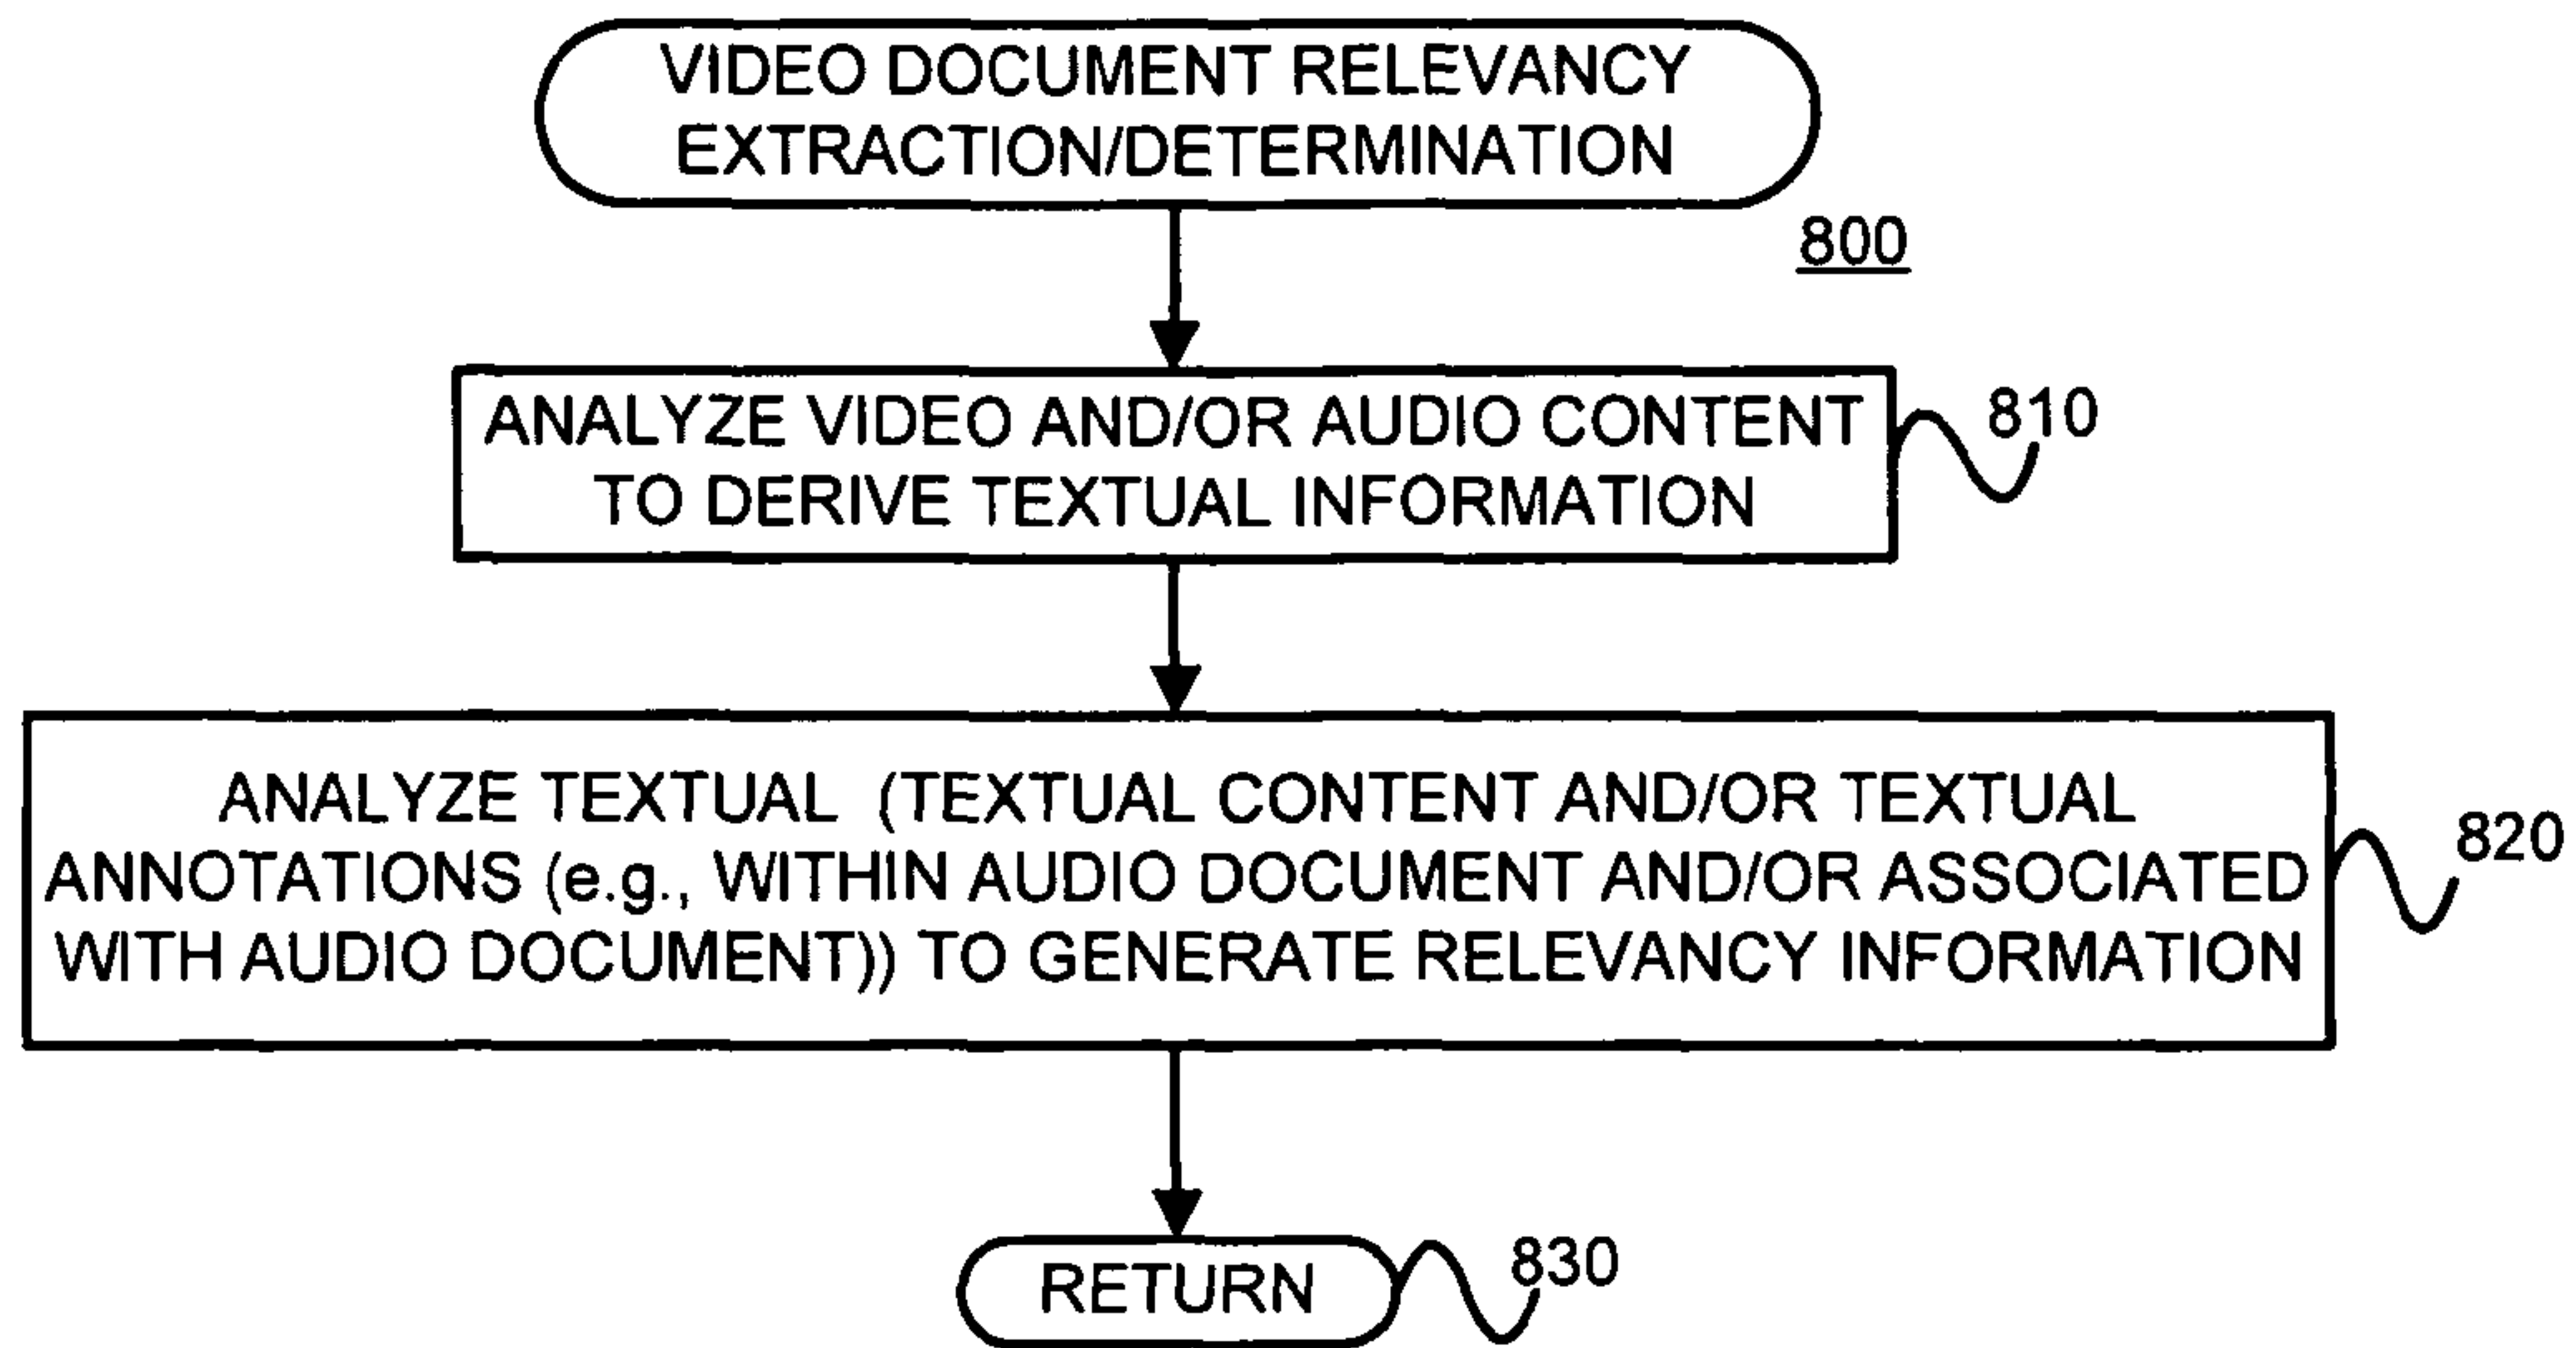 VIDEO DOCUMENT RELEVANCY
EXTRACTION/DETERMINATION
800
ANALYZE VIDEO AND/OR AUDIO CONTENT
TO DERIVE TEXTUAL INFORMATION
810
ANALYZE TEXTUAL (TEXTUAL CONTENT AND/OR TEXTUAL
ANNOTATIONS (e.g., WITHIN AUDIO DOCUMENT AND/OR ASSOCIATED
WITH AUDIO DOCUMENT)) TO GENERATE RELEVANCY INFORMATION
820
RETURN
830